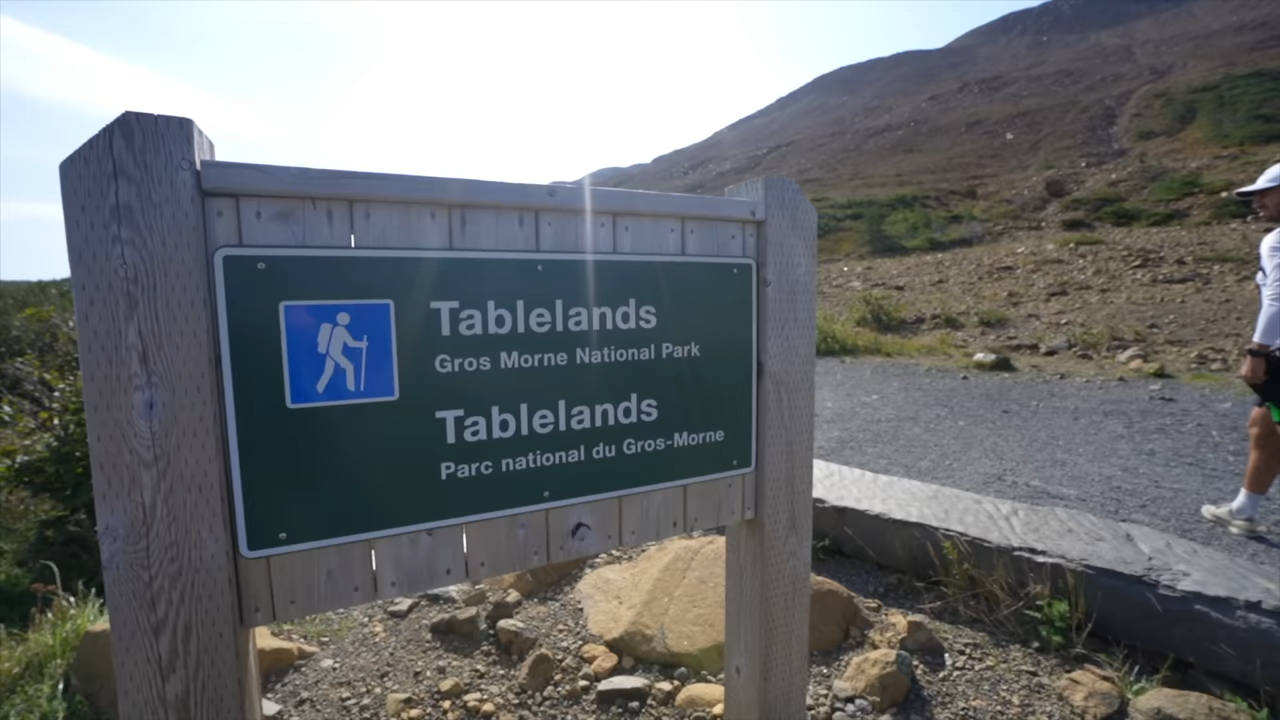 Tablelands
Gros Morne National Park
Tablelands
Parc national du Gros-Morne